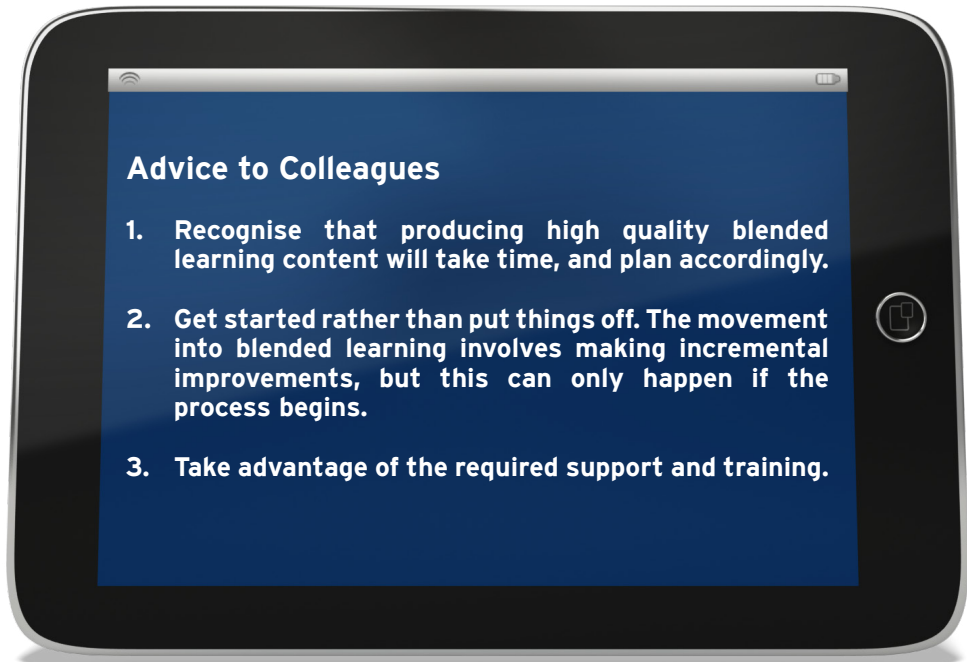 Advice to Colleagues
1. Recognise that producing high quality blended
learning content will take time, and plan accordingly.
2. Get started rather than put things off. The movement
into blended learning involves making incremental
improvements, but this can only happen if the
process begins.
3. Take advantage of the required support and training.